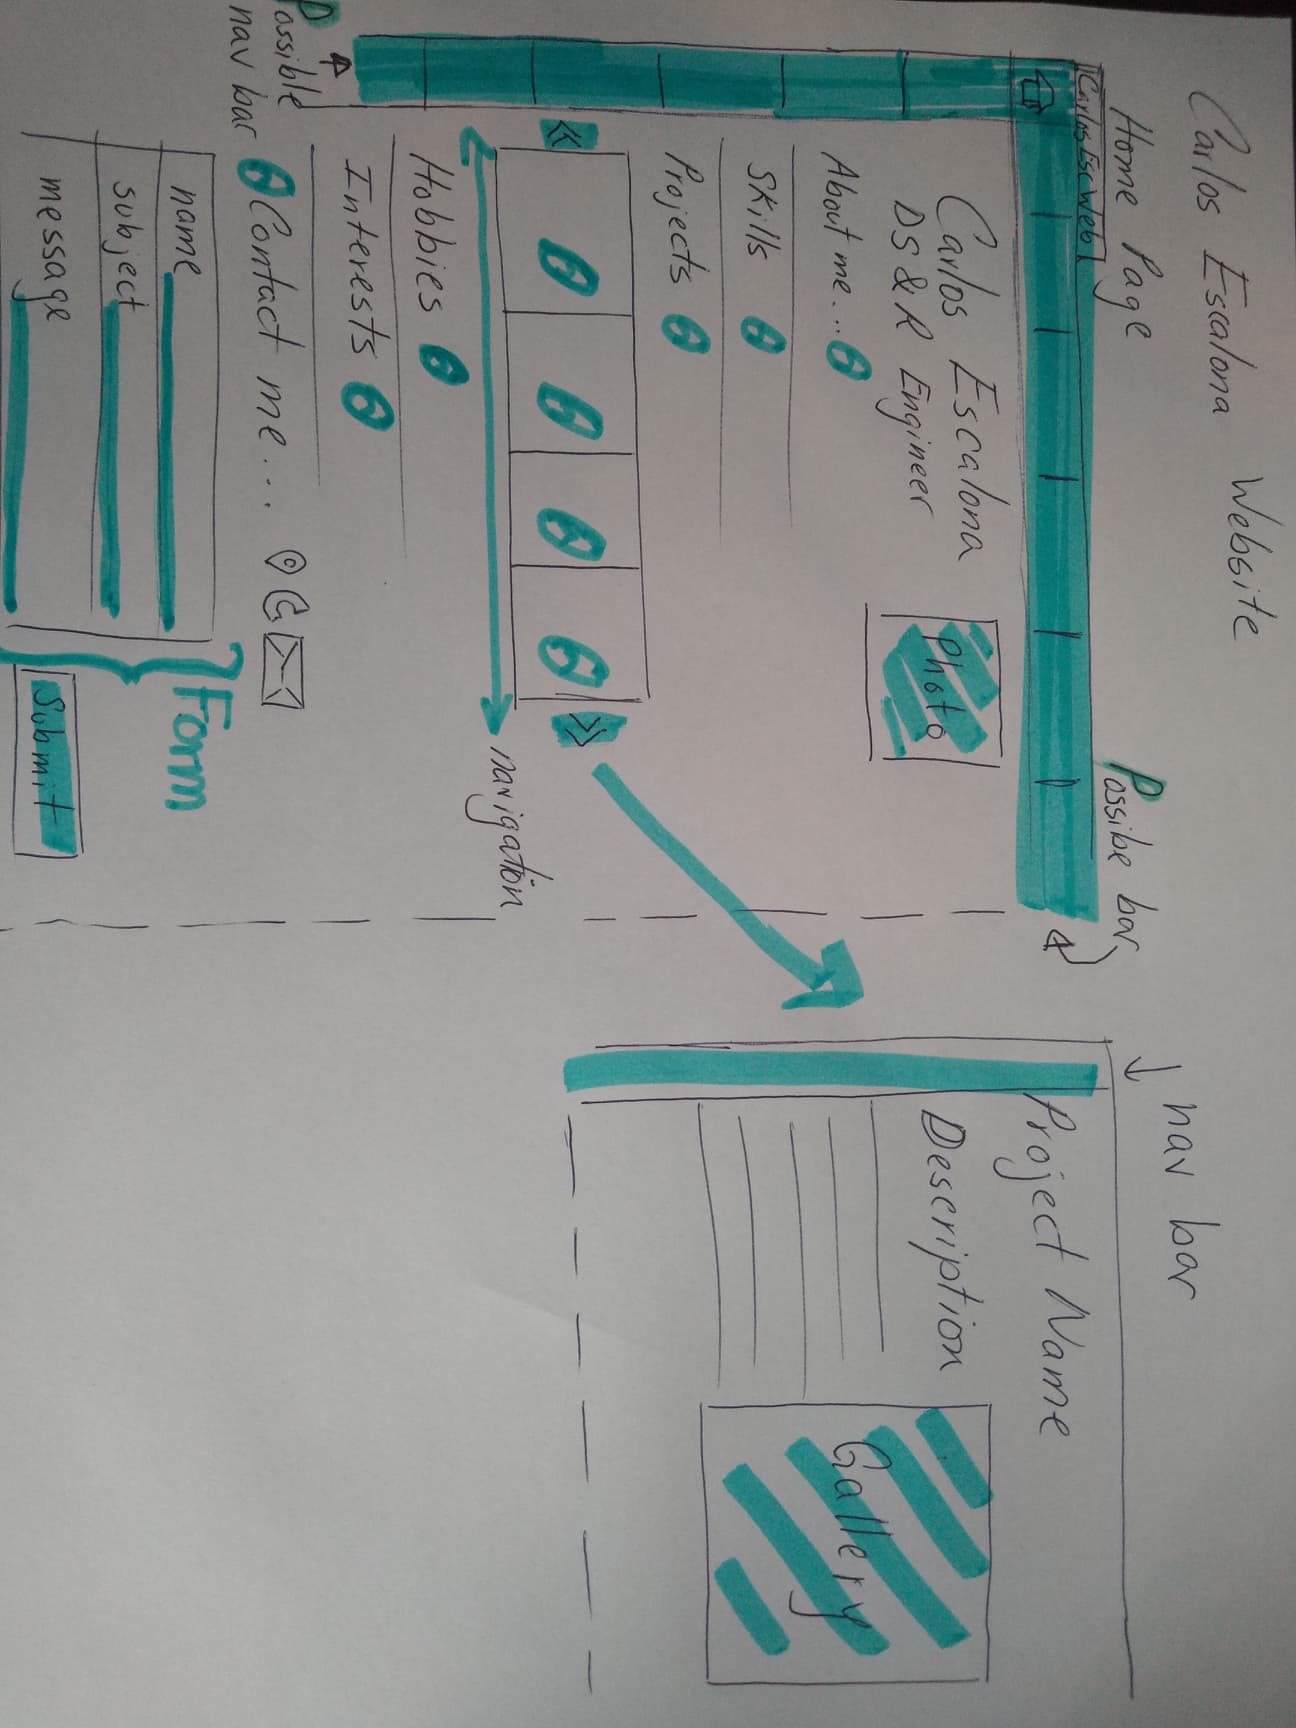 Carlos Escalona Website
Home Page
Possibe bar
Carlos Esc Web
Carlos Escalona
DS & R Engineer
Photo
About me...
Skills
Projects
«
»
navigation
Hobbies
Interests
Possible
nav bar
Contact me...
name
subject
message
Form
Submit
nav bar
Project Name
Description
Gallery